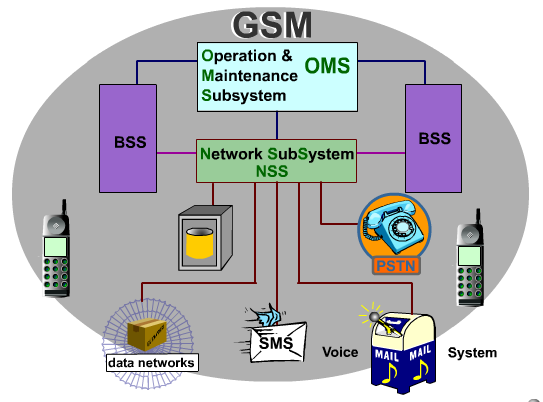 GSM
Operation &
Maintenance OMS
Subsystem
BSS
BSS
Network SubSystem
NSS
PSTN
data networks
SMS
Voice
MAIL MAIL
System